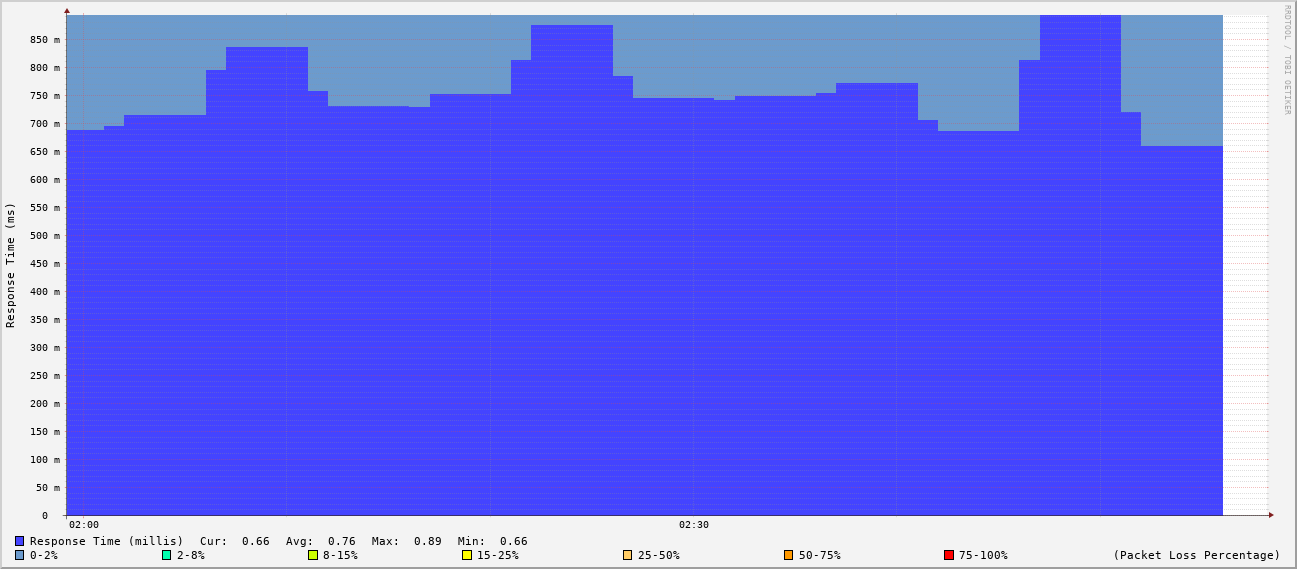 RRDTOOL / TOBI OETIKER
Response Time (ms)
850 m
800 m
750 m
700 m
650 m
600 m
550 m
500 m
450 m
400 m
350 m
300 m
250 m
200 m
150 m
100 m
50 m
0
02:00 02:30
Response Time (millis) Cur: 0.66 Avg: 0.76 Max: 0.89 Min: 0.66
0-2% 2-8% 8-15% 15-25% 25-50% 50-75% 75-100% (Packet Loss Percentage)